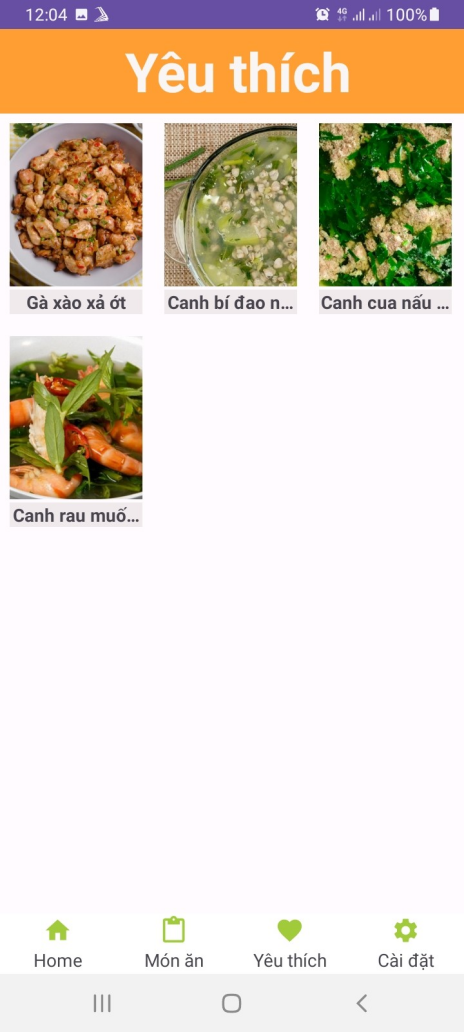 12:04 4G 100%
Yêu thích
Gà xào xả ớt
Canh bí đao n...
Canh cua nấu ...
Canh rau muố...
Home
Món ăn
Yêu thích
Cài đặt